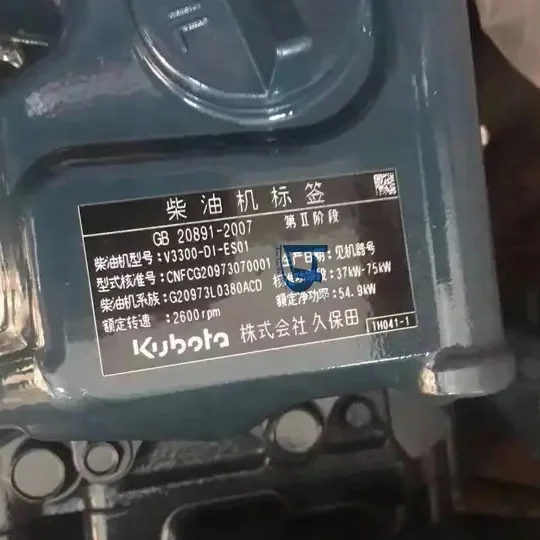 柴油机标签
GB 20891-2007 第Ⅱ阶段
柴油机型号:V3300-DI-ES01 生产日期:见机器号
型式核准号:CNFCG20973070001 段:37kW-75kW
柴油机系族:G20973L0380ACD 额定净功率:54.9kW
额定转速:2600rpm
Kubota 株式会社久保田
1H041-1